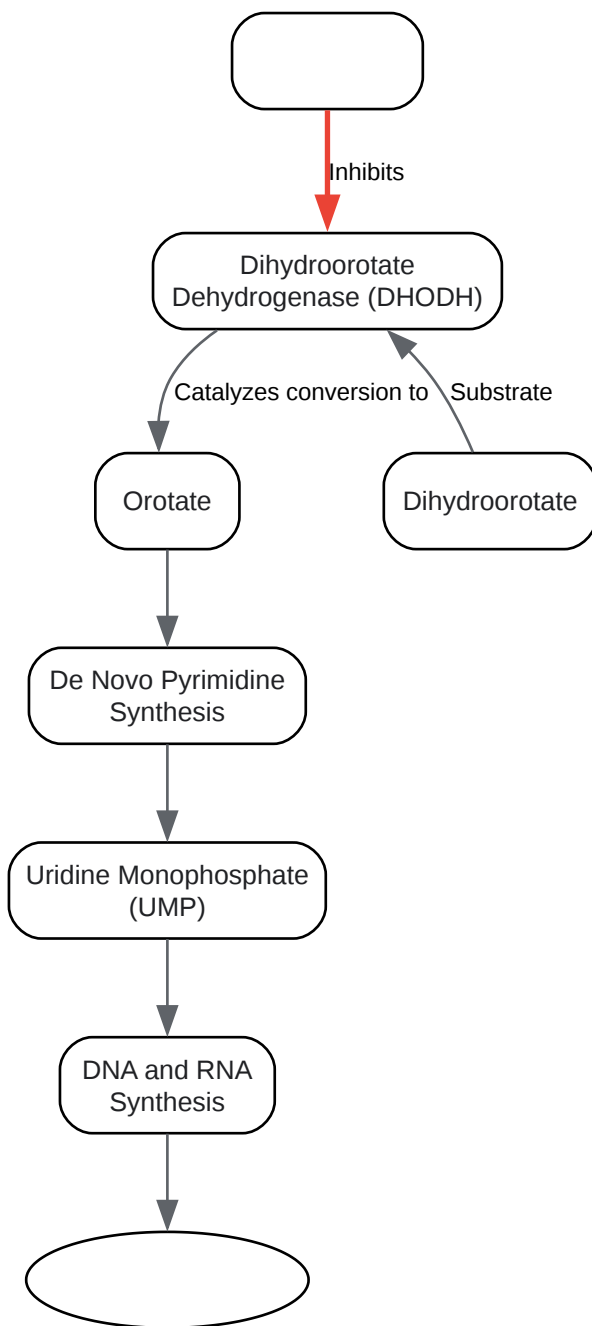 Inhibits
Dihydroorotate
Dehydrogenase (DHODH)
Catalyzes conversion to
Substrate
Orotate
Dihydroorotate
De Novo Pyrimidine
Synthesis
Uridine Monophosphate
(UMP)
DNA and RNA
Synthesis